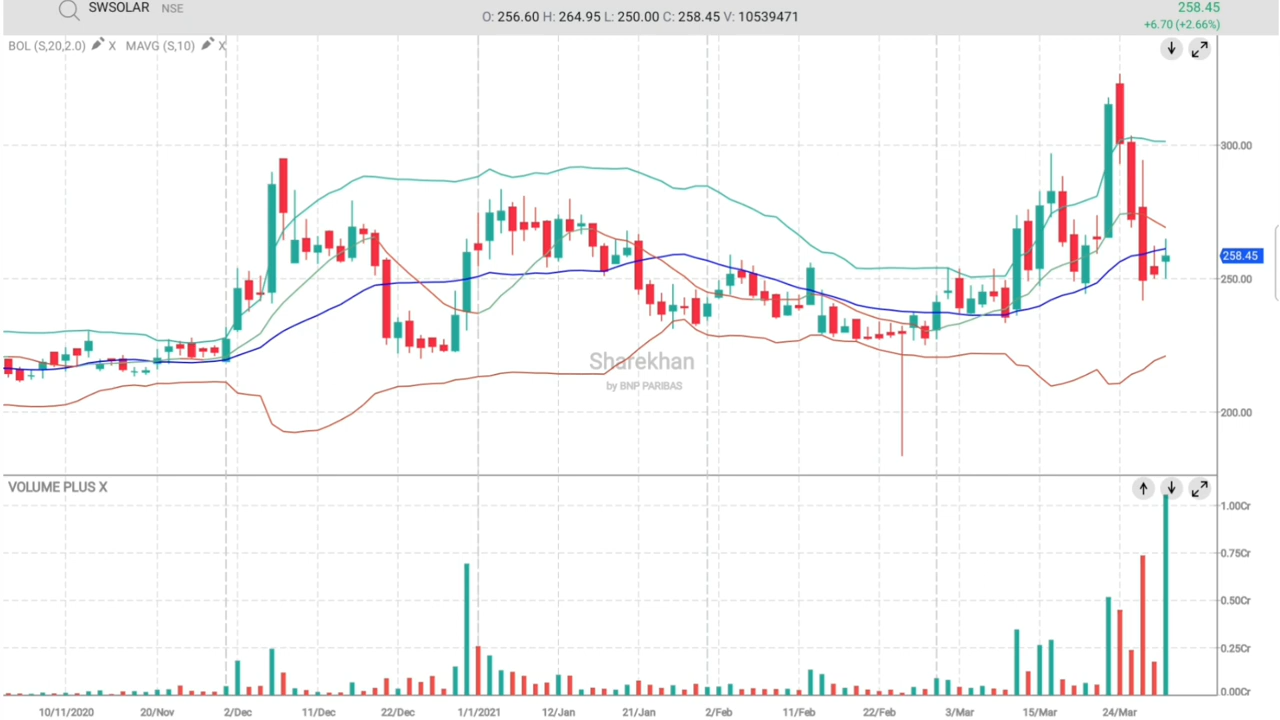 SWSOLAR NSE
O: 256.60 H: 264.95 L: 250.00 C: 258.45 V: 10539471
258.45
+6.70 (+2.66%)
BOL (S,20,2.0) X MAVG (S,10) X
300.00
258.45
250.00
200.00
Sharekhan
by BNP PARIBAS
VOLUME PLUS X
1.00Cr
0.75Cr
0.50Cr
0.25Cr
0.00Cr
10/11/2020 20/Nov 2/Dec 11/Dec 22/Dec 1/1/2021 12/Jan 21/Jan 2/Feb 11/Feb 22/Feb 3/Mar 15/Mar 24/Mar